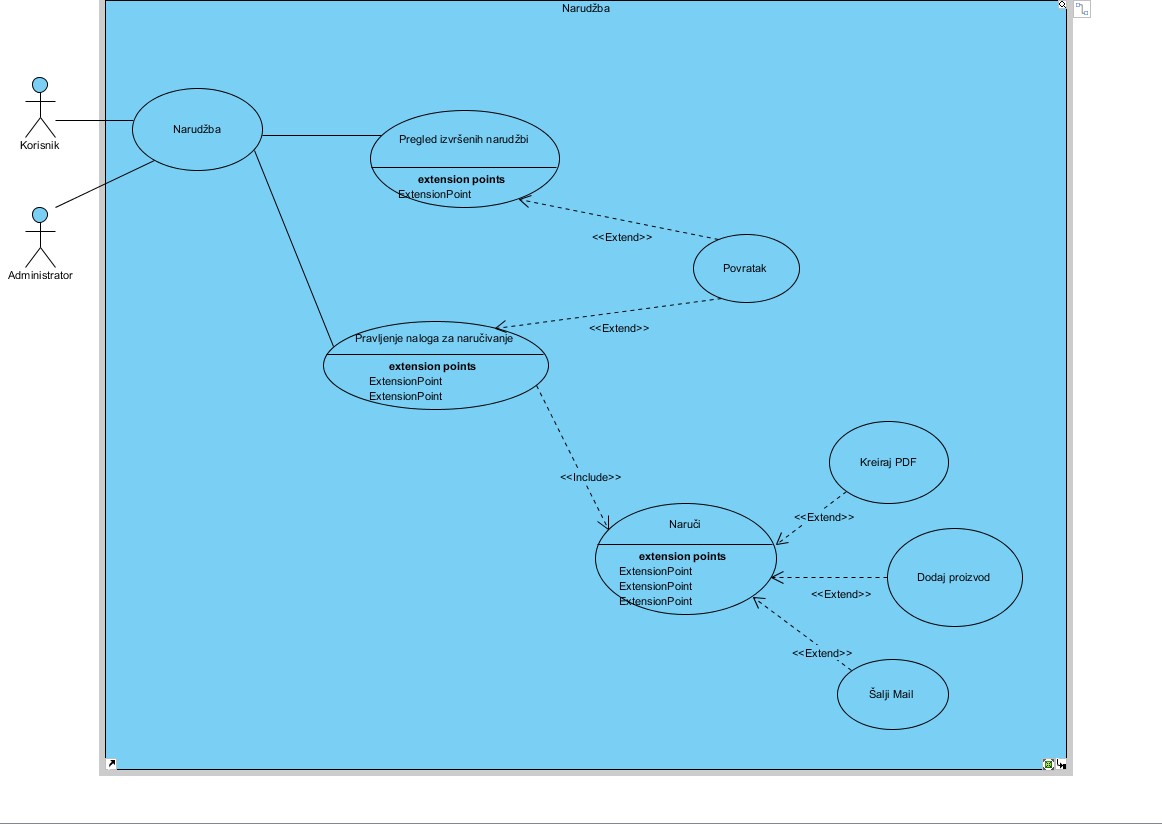 Narudžba
Korisnik
Administrator
Narudžba
Pregled izvršenih narudžbi
extension points
ExtensionPoint
<<Extend>>
Povratak
<<Extend>>
Pravljenje naloga za naručivanje
extension points
ExtensionPoint
ExtensionPoint
<<Include>>
Naruči
extension points
ExtensionPoint
ExtensionPoint
ExtensionPoint
Kreiraj PDF
<<Extend>>
Dodaj proizvod
<<Extend>>
<<Extend>>
Šalji Mail